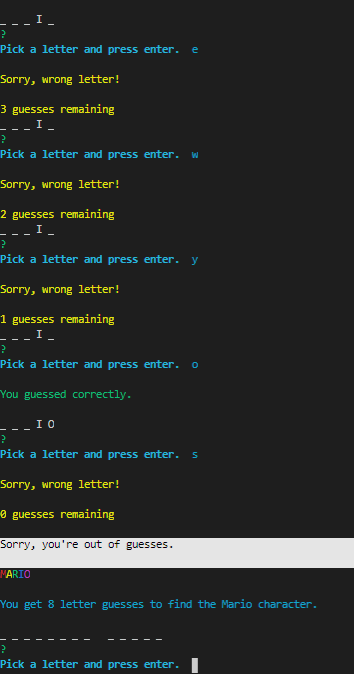 _ _ _ I _
?
Pick a letter and press enter.  e
Sorry, wrong letter!
3 guesses remaining
_ _ _ I _
?
Pick a letter and press enter.  w
Sorry, wrong letter!
2 guesses remaining
_ _ _ I _
?
Pick a letter and press enter.  y
Sorry, wrong letter!
1 guesses remaining
_ _ _ I _
?
Pick a letter and press enter.  o
You guessed correctly.
_ _ _ I O
?
Pick a letter and press enter.  s
Sorry, wrong letter!
0 guesses remaining
Sorry, you're out of guesses.
MARIO
You get 8 letter guesses to find the Mario character.
_ _ _ _ _ _ _ _   _ _ _ _ _
?
Pick a letter and press enter.